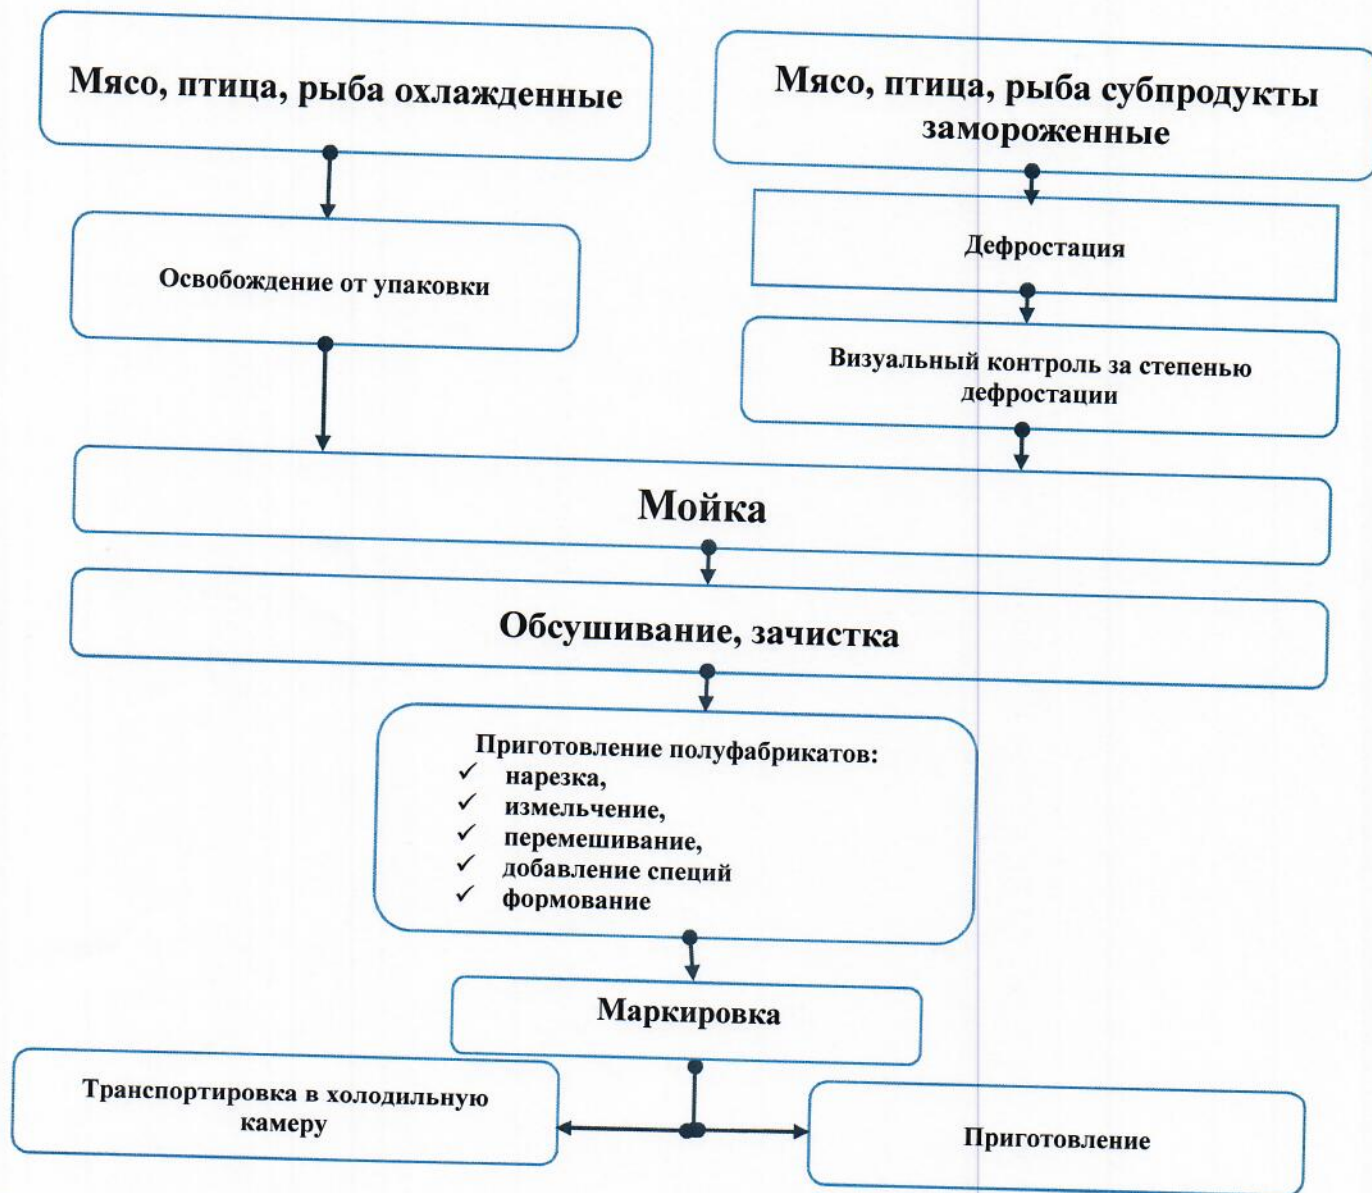 Мясо, птица, рыба охлажденные
Мясо, птица, рыба субпродукты
замороженные
Освобождение от упаковки
Дефростация
Визуальный контроль за степенью
дефростации
Мойка
Обсушивание, зачистка
Приготовление полуфабрикатов:
✓ нарезка,
✓ измельчение,
✓ перемешивание,
✓ добавление специй
✓ формование
Маркировка
Транспортировка в холодильную
камеру
Приготовление